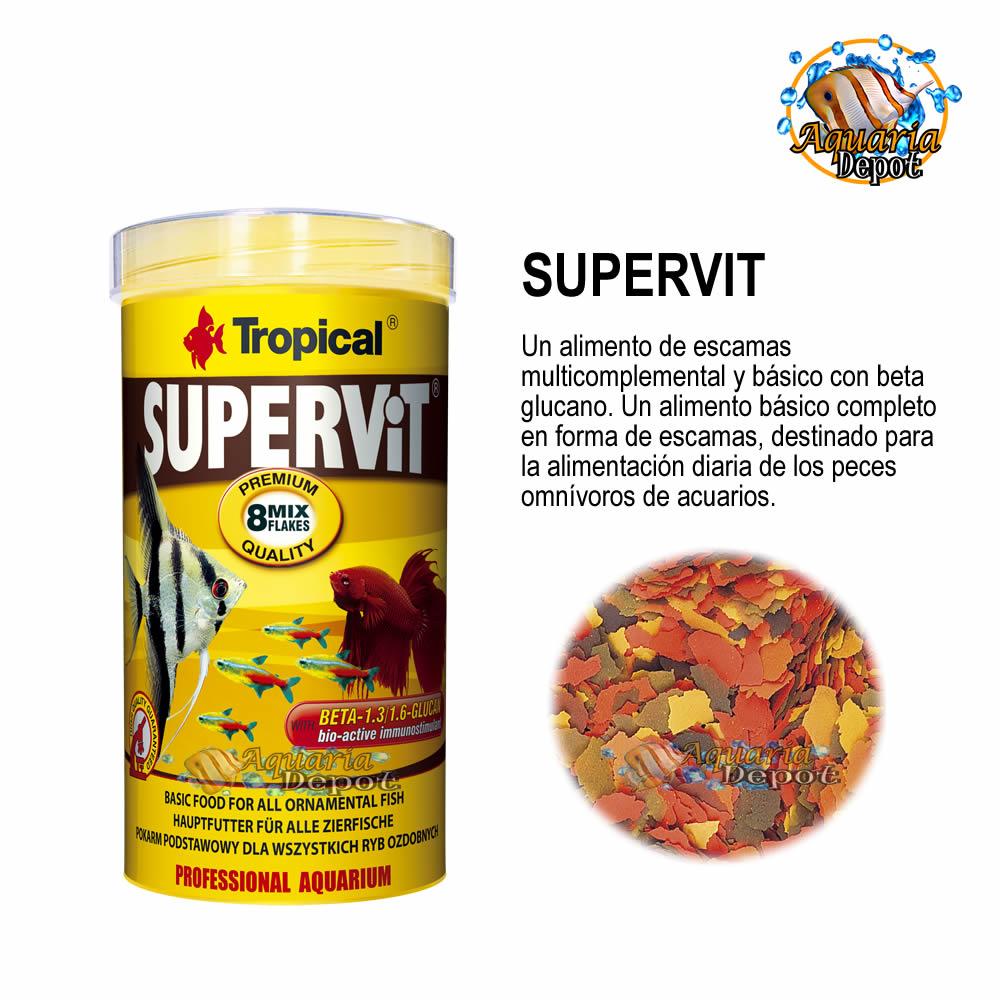 Aquaria
Depot
SUPERVIT
Un alimento de escamas
multicomplemental y básico con beta
glucano. Un alimento básico completo
en forma de escamas, destinado para
la alimentación diaria de los peces
omnívoros de acuarios.
Tropical®
SUPERViT®
PREMIUM
8 MIX
FLAKES
QUALITY
WITH BETA-1.3/1.6-GLUCAN
bio-active immunostimulant
Aquaria
Depot
BASIC FOOD FOR ALL ORNAMENTAL FISH
HAUPTFUTTER FÜR ALLE ZIERFISCHE
POKARM PODSTAWOWY DLA WSZYSTKICH RYB OZDOBNYCH
PROFESSIONAL AQUARIUM
Aquaria
Depot